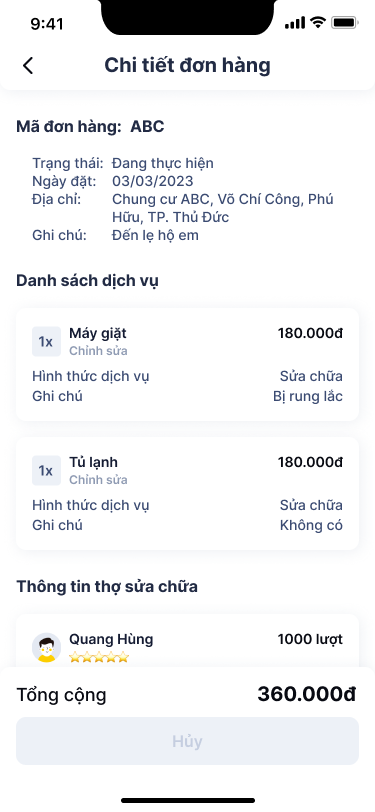 9:41
Chi tiết đơn hàng
Mã đơn hàng: ABC
Trạng thái: Đang thực hiện
Ngày đặt: 03/03/2023
Địa chỉ: Chung cư ABC, Võ Chí Công, Phú
Hữu, TP. Thủ Đức
Ghi chú: Đến lẹ hộ em
Danh sách dịch vụ
1x Máy giặt 180.000đ
Chỉnh sửa
Hình thức dịch vụ Sửa chữa
Ghi chú Bị rung lắc
1x Tủ lạnh 180.000đ
Chỉnh sửa
Hình thức dịch vụ Sửa chữa
Ghi chú Không có
Thông tin thợ sửa chữa
Quang Hùng 1000 lượt
Tổng cộng 360.000đ
Hủy